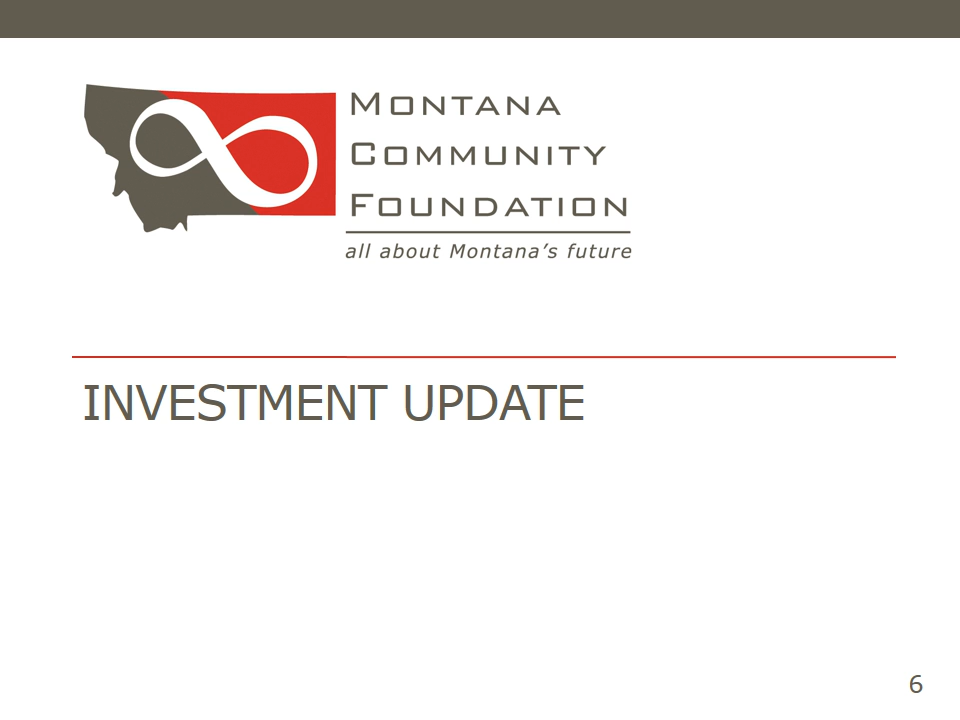 MONTANA
COMMUNITY
FOUNDATION
all about Montana's future
INVESTMENT UPDATE
6